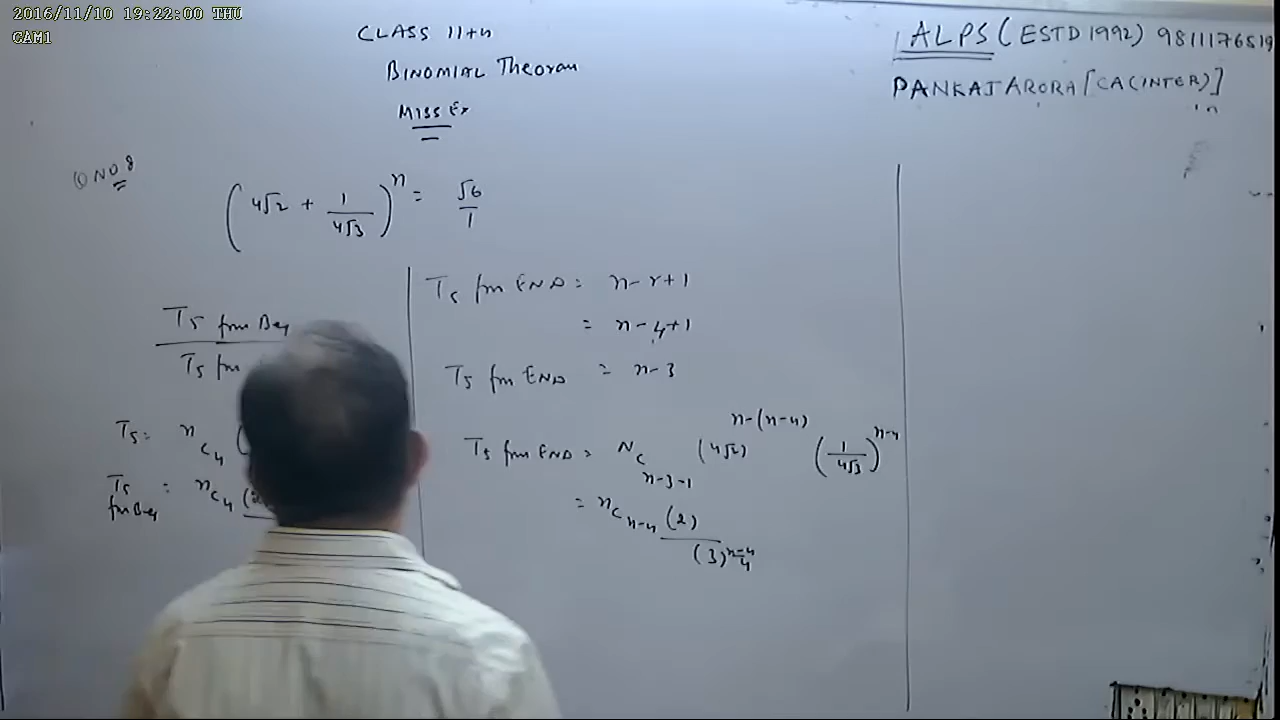 2016/11/10 19:22:00 THU
CAM1
CLASS 11th
BINOMIAL Theoram
MISS Ex
ALPS (ESTD 1992) 9811176519
PANKAJ ARORA [CA(INTER)]
Q NO 8
(4√2 + 1/4√3)^n = √6/1
T5 from Beg
T5 from
T5 = nC4 (
T5 from Beg = nC4 (2
T5 from END = n-r+1
= n-4+1
T5 from END = n-3
T5 from END = NC n-3-1 (4√2)^n-(n-4) (1/4√3)^n-4
= nC n-4 (2)/(3)^n-4/4